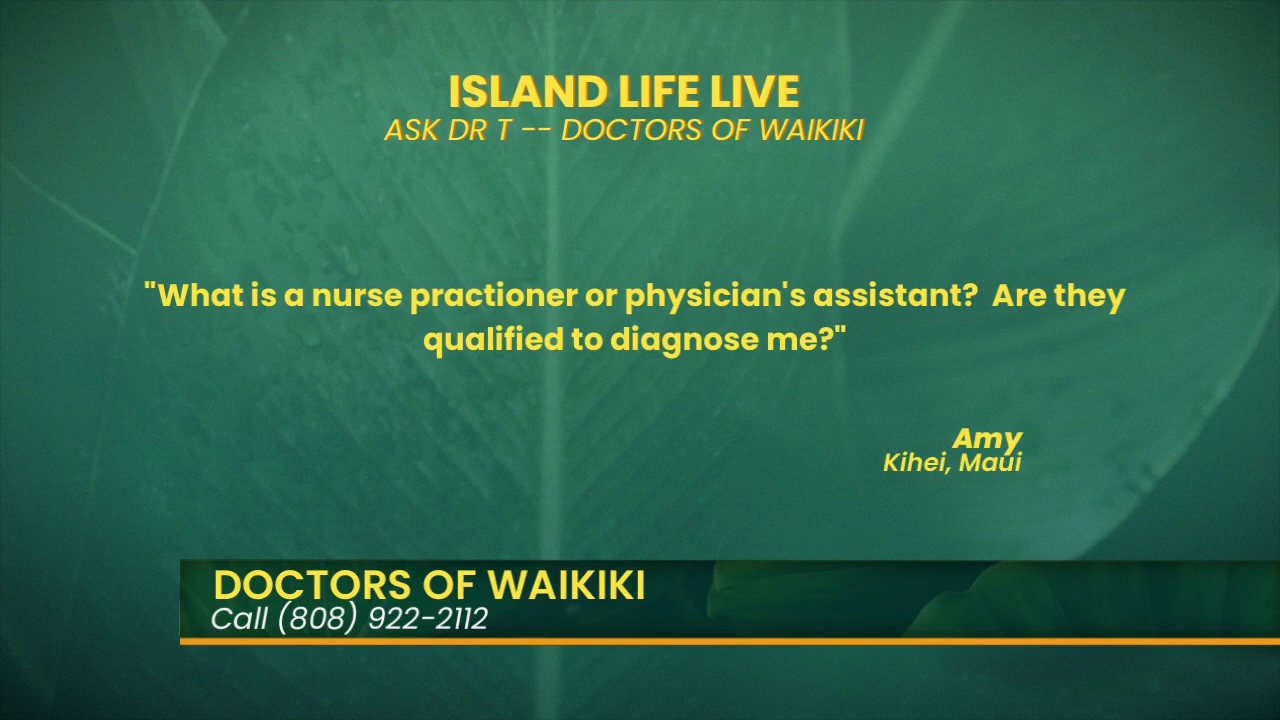 ISLAND LIFE LIVE
ASK DR T -- DOCTORS OF WAIKIKI
"What is a nurse practioner or physician's assistant?  Are they
qualified to diagnose me?"
Amy
Kihei, Maui
DOCTORS OF WAIKIKI
Call (808) 922-2112